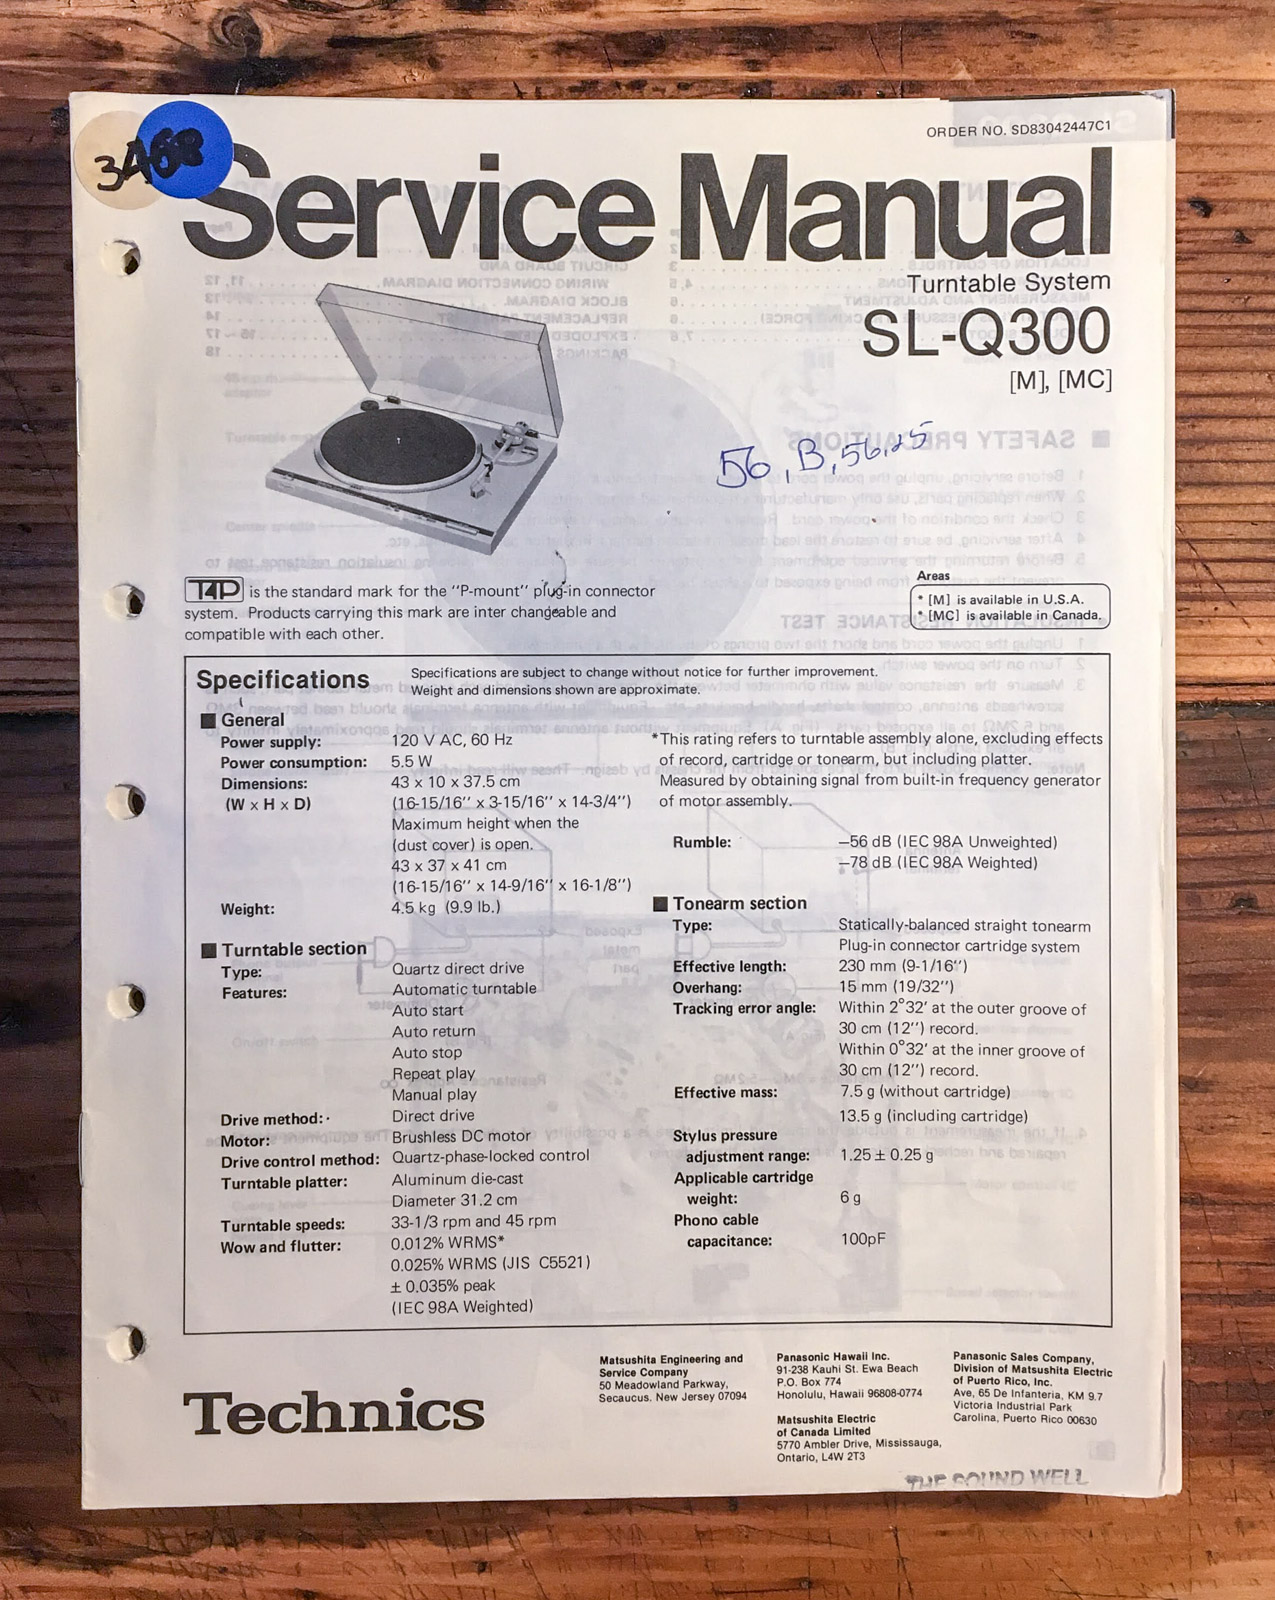 3468
ORDER NO. SD83042447C1
Service Manual
Turntable System
SL-Q300
[M], [MC]
56, B, 56,25
T4P is the standard mark for the "P-mount" plug-in connector
system. Products carrying this mark are inter changeable and
compatible with each other.
Areas
* [M] is available in U.S.A.
* [MC] is available in Canada.
Specifications
Specifications are subject to change without notice for further improvement.
Weight and dimensions shown are approximate.
■ General
Power supply: 120 V AC, 60 Hz
Power consumption: 5.5 W
Dimensions: 43 x 10 x 37.5 cm
(W x H x D) (16-15/16" x 3-15/16" x 14-3/4")
Maximum height when the
(dust cover) is open.
43 x 37 x 41 cm
(16-15/16" x 14-9/16" x 16-1/8")
Weight: 4.5 kg (9.9 lb.)
■ Turntable section
Type: Quartz direct drive
Features: Automatic turntable
Auto start
Auto return
Auto stop
Repeat play
Manual play
Drive method: Direct drive
Motor: Brushless DC motor
Drive control method: Quartz-phase-locked control
Turntable platter: Aluminum die-cast
Diameter 31.2 cm
Turntable speeds: 33-1/3 rpm and 45 rpm
Wow and flutter: 0.012% WRMS*
0.025% WRMS (JIS C5521)
± 0.035% peak
(IEC 98A Weighted)
*This rating refers to turntable assembly alone, excluding effects
of record, cartridge or tonearm, but including platter.
Measured by obtaining signal from built-in frequency generator
of motor assembly.
Rumble: –56 dB (IEC 98A Unweighted)
–78 dB (IEC 98A Weighted)
■ Tonearm section
Type: Statically-balanced straight tonearm
Plug-in connector cartridge system
Effective length: 230 mm (9-1/16")
Overhang: 15 mm (19/32")
Tracking error angle: Within 2°32' at the outer groove of
30 cm (12") record.
Within 0°32' at the inner groove of
30 cm (12") record.
Effective mass: 7.5 g (without cartridge)
13.5 g (including cartridge)
Stylus pressure
adjustment range: 1.25 ± 0.25 g
Applicable cartridge
weight: 6 g
Phono cable
capacitance: 100pF
Technics
Matsushita Engineering and
Service Company
50 Meadowland Parkway,
Secaucus, New Jersey 07094
Panasonic Hawaii Inc.
91-238 Kauhi St. Ewa Beach
P.O. Box 774
Honolulu, Hawaii 96808-0774
Matsushita Electric
of Canada Limited
5770 Ambler Drive, Mississauga,
Ontario, L4W 2T3
Panasonic Sales Company,
Division of Matsushita Electric
of Puerto Rico, Inc.
Ave, 65 De Infanteria, KM 9.7
Victoria Industrial Park
Carolina, Puerto Rico 00630
THE SOUND WELL